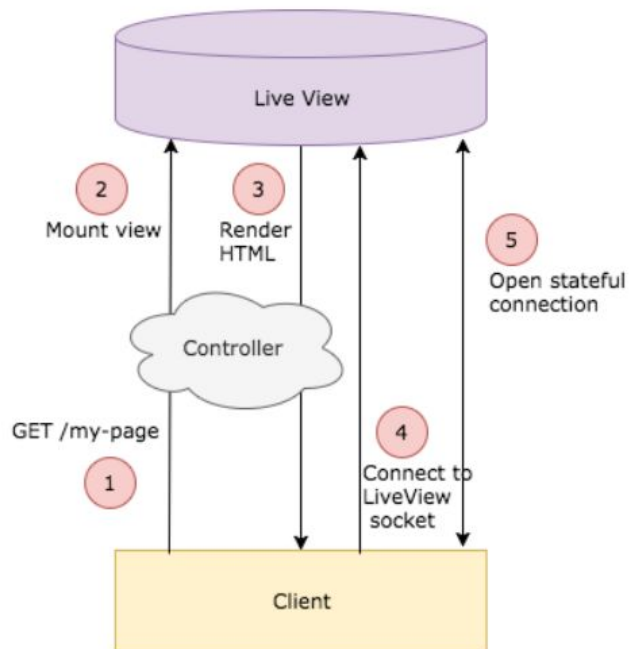 Live View
2
Mount view
3
Render
HTML
5
Open stateful
connection
Controller
GET /my-page
1
4
Connect to
LiveView
socket
Client